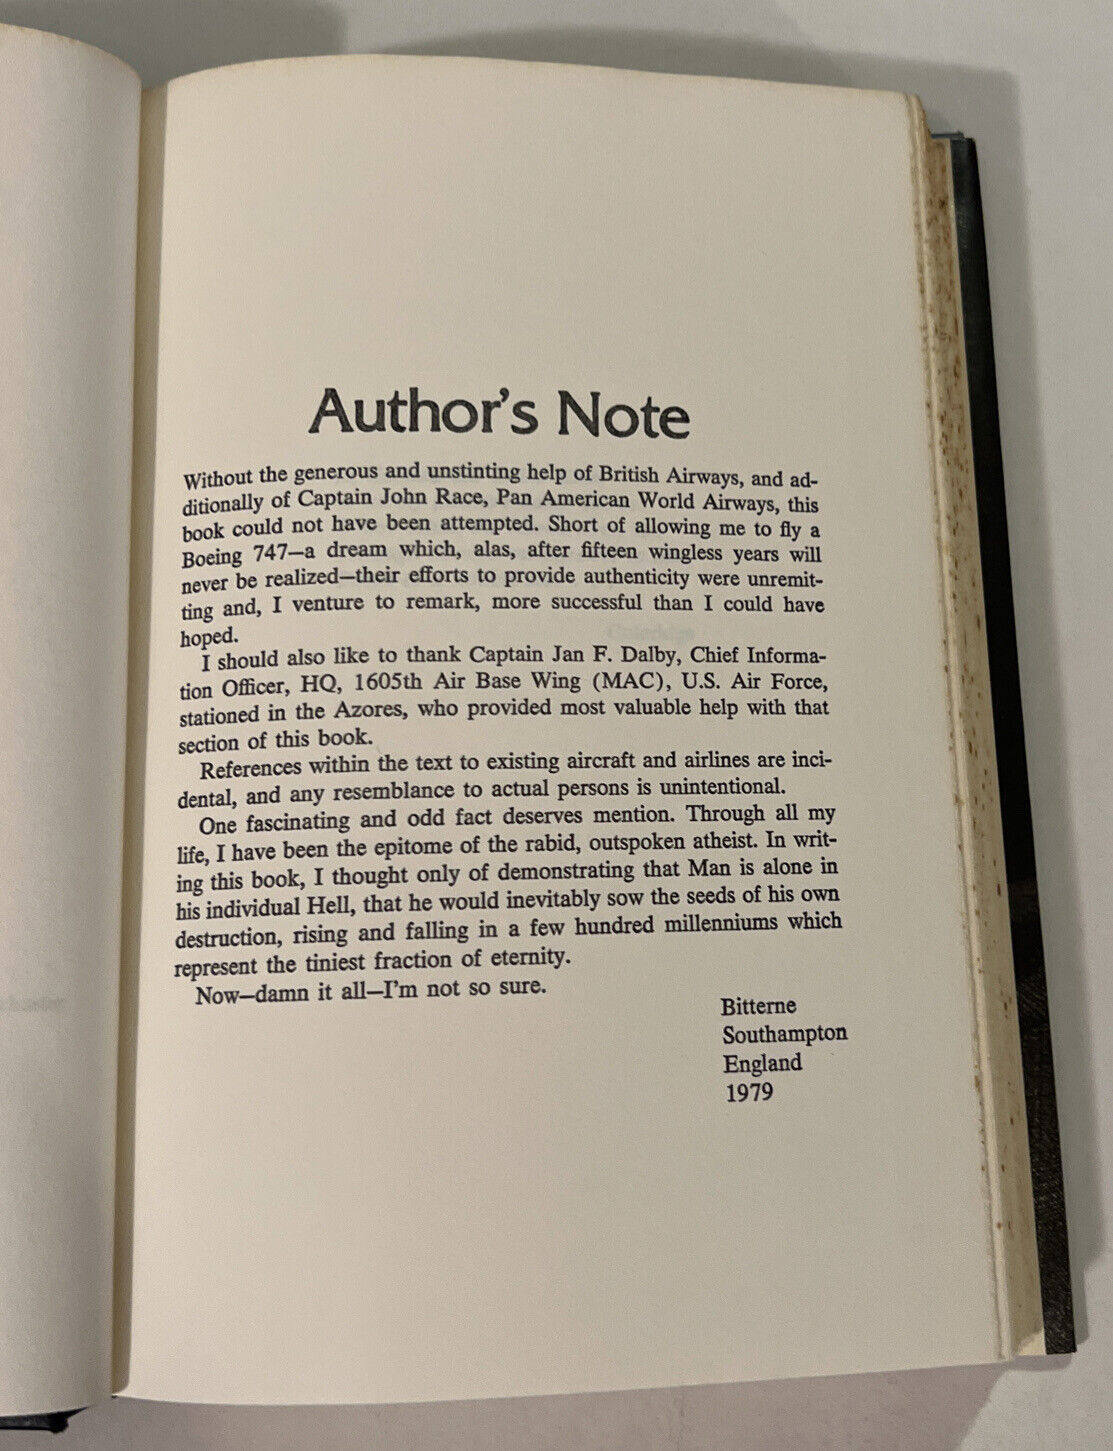 Author's Note
Without the generous and unstinting help of British Airways, and ad-
ditionally of Captain John Race, Pan American World Airways, this
book could not have been attempted. Short of allowing me to fly a
Boeing 747—a dream which, alas, after fifteen wingless years will
never be realized—their efforts to provide authenticity were unremit-
ting and, I venture to remark, more successful than I could have
hoped.
I should also like to thank Captain Jan F. Dalby, Chief Informa-
tion Officer, HQ, 1605th Air Base Wing (MAC), U.S. Air Force,
stationed in the Azores, who provided most valuable help with that
section of this book.
References within the text to existing aircraft and airlines are inci-
dental, and any resemblance to actual persons is unintentional.
One fascinating and odd fact deserves mention. Through all my
life, I have been the epitome of the rabid, outspoken atheist. In writ-
ing this book, I thought only of demonstrating that Man is alone in
his individual Hell, that he would inevitably sow the seeds of his own
destruction, rising and falling in a few hundred millenniums which
represent the tiniest fraction of eternity.
Now—damn it all—I'm not so sure.
Bitterne
Southampton
England
1979